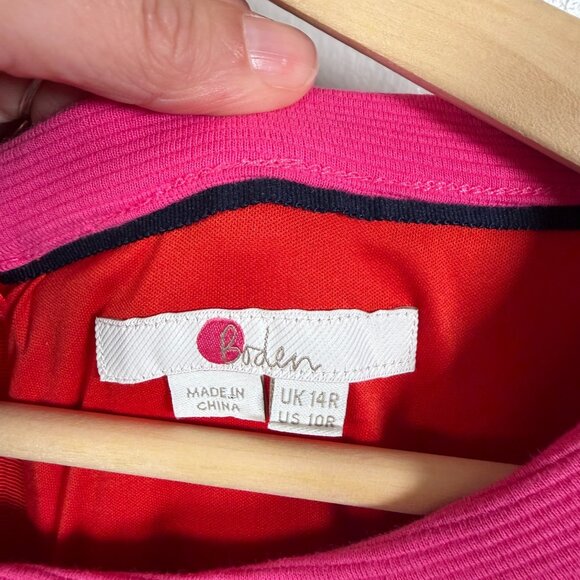 Boden
MADE IN
CHINA
UK 14R
US 10R